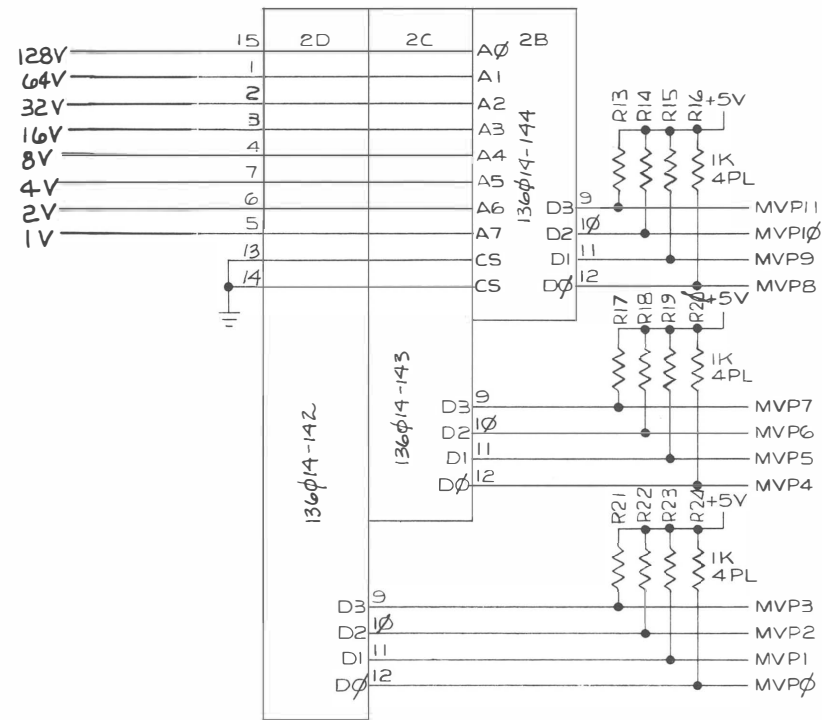 15 2D 2C 2B
128V AØ
64V 1 A1
32V 2 A2
16V 3 A3
8V 4 A4
4V 7 A5
2V 6 A6
1V 5 A7
13 CS
14 CS
136Ø14-144
D3 9 MVP11
D2 1Ø MVP1Ø
D1 11 MVP9
DØ 12 MVP8
R13 R14 R15 R16 +5V
1K
4PL
136Ø14-143
D3 9 MVP7
D2 1Ø MVP6
D1 11 MVP5
DØ 12 MVP4
R17 R18 R19 R20 +5V
1K
4PL
136Ø14-142
D3 9 MVP3
D2 1Ø MVP2
D1 11 MVP1
DØ 12 MVPØ
R21 R22 R23 R24 +5V
1K
4PL